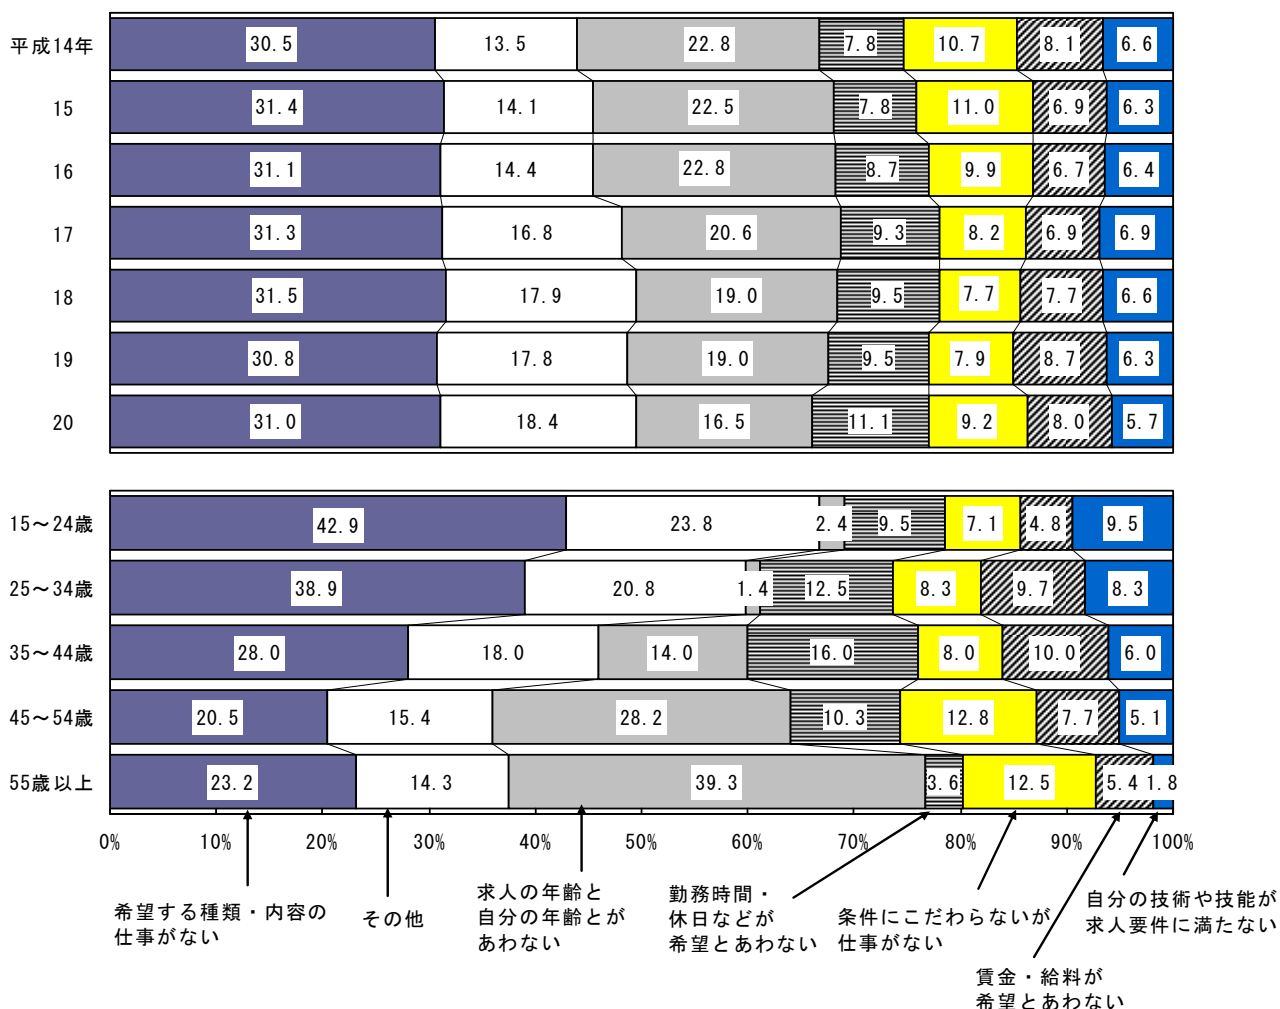 平成14年 30.5 13.5 22.8 7.8 10.7 8.1 6.6
15 31.4 14.1 22.5 7.8 11.0 6.9 6.3
16 31.1 14.4 22.8 8.7 9.9 6.7 6.4
17 31.3 16.8 20.6 9.3 8.2 6.9 6.9
18 31.5 17.9 19.0 9.5 7.7 7.7 6.6
19 30.8 17.8 19.0 9.5 7.9 8.7 6.3
20 31.0 18.4 16.5 11.1 9.2 8.0 5.7
15～24歳 42.9 23.8 2.4 9.5 7.1 4.8 9.5
25～34歳 38.9 20.8 1.4 12.5 8.3 9.7 8.3
35～44歳 28.0 18.0 14.0 16.0 8.0 10.0 6.0
45～54歳 20.5 15.4 28.2 10.3 12.8 7.7 5.1
55歳以上 23.2 14.3 39.3 3.6 12.5 5.4 1.8
0% 10% 20% 30% 40% 50% 60% 70% 80% 90% 100%
希望する種類・内容の
仕事がない
その他
求人の年齢と
自分の年齢とが
あわない
勤務時間・
休日などが
希望とあわない
条件にこだわらないが
仕事がない
自分の技術や技能が
求人要件に満たない
賃金・給料が
希望とあわない